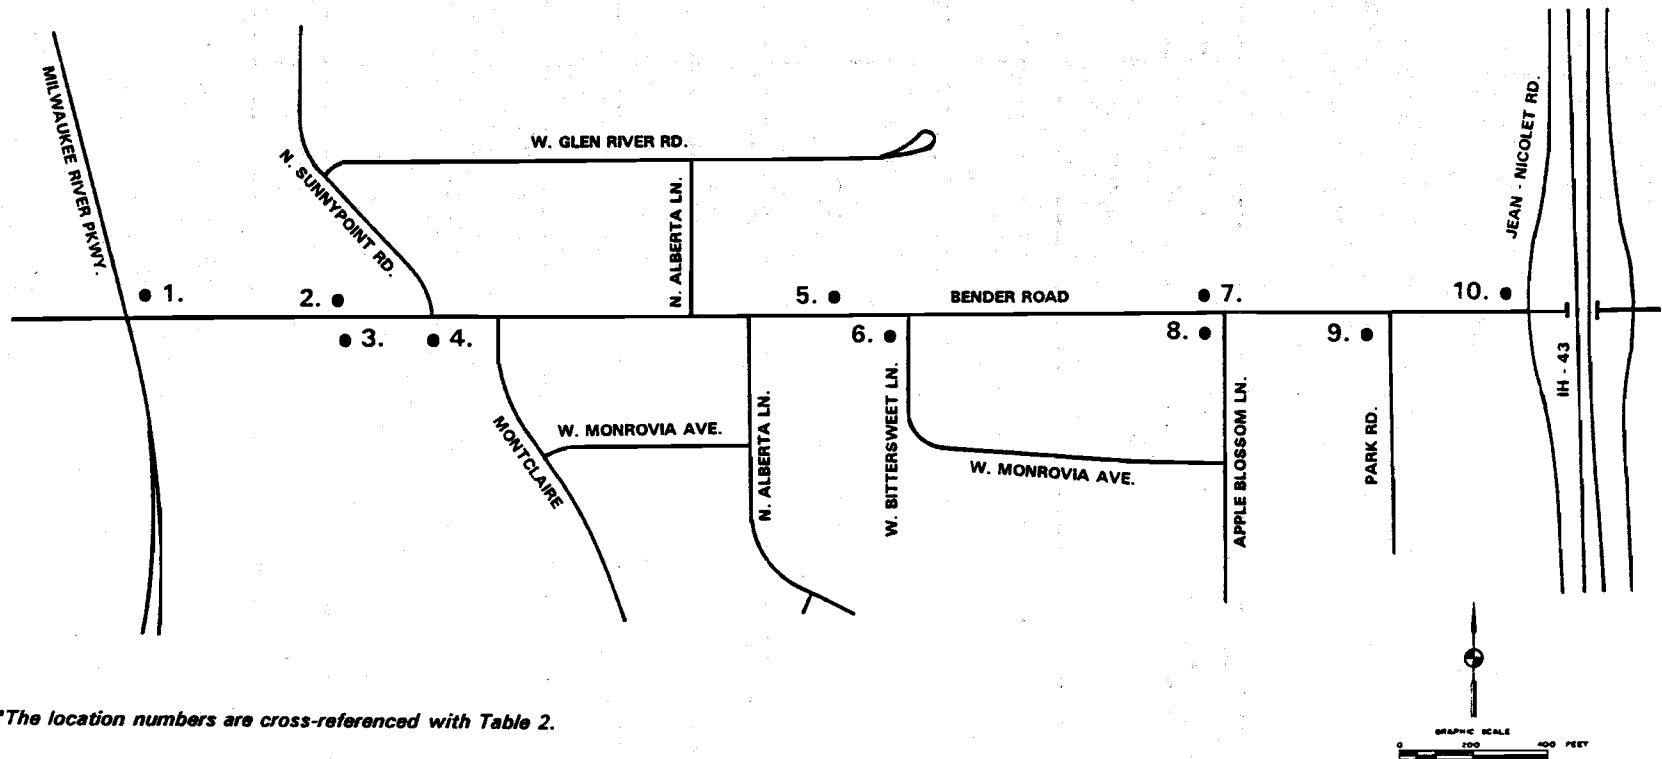 MILWAUKEE RIVER PKWY.
N. SUNNYPOINT RD.
W. GLEN RIVER RD.
N. ALBERTA LN.
JEAN - NICOLET RD.
1.
2.
3.
4.
5.
BENDER ROAD
6.
7.
8.
9.
10.
IH - 43
MONTCLAIRE
W. MONROVIA AVE.
N. ALBERTA LN.
W. BITTERSWEET LN.
W. MONROVIA AVE.
APPLE BLOSSOM LN.
PARK RD.
*The location numbers are cross-referenced with Table 2.
GRAPHIC SCALE
0 200 400 FEET